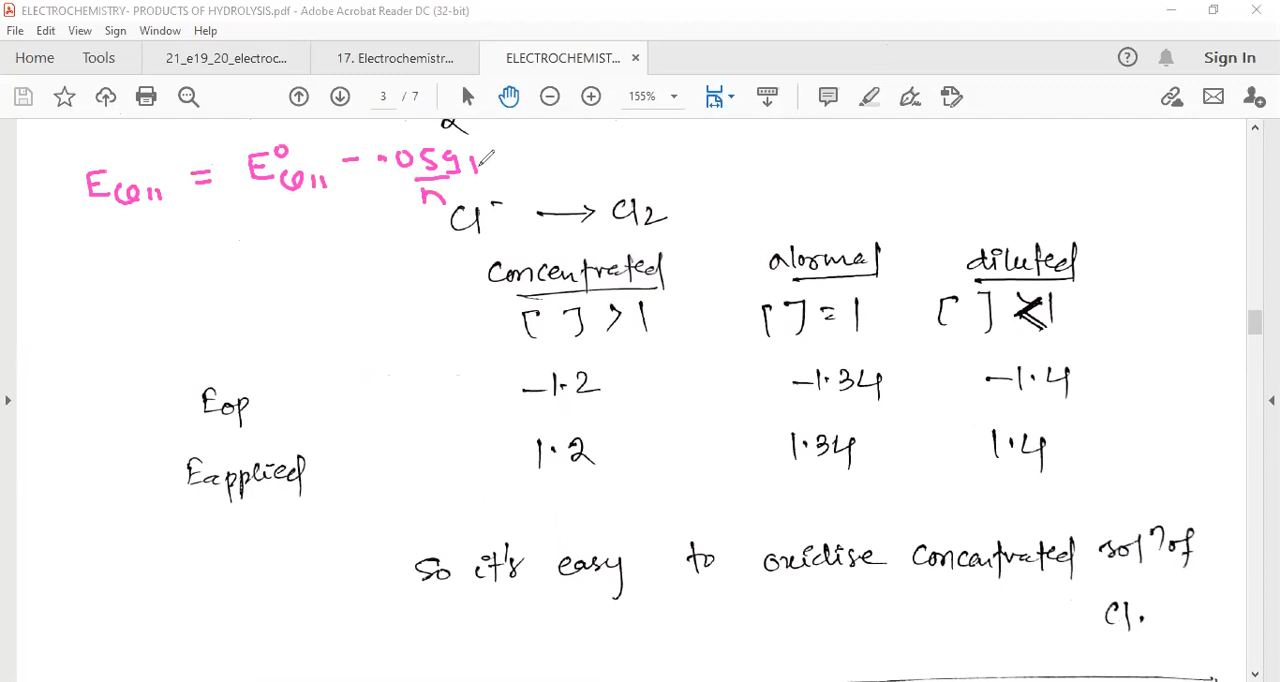 ELECTROCHEMISTRY- PRODUCTS OF HYDROLYSIS.pdf - Adobe Acrobat Reader DC (32-bit)
File Edit View Sign Window Help
Home Tools 21_e19_20_electroc... 17. Electrochemistr... ELECTROCHEMIST... × Sign In
3 / 7 155%
α
Ecell = E⁰cell - .0591
n
Cl⁻ → Cl2
concentrated normal diluted
[ ] > 1 [ ] = 1 [ ] < 1
Eop -1.2 -1.34 -1.4
Eapplied 1.2 1.34 1.4
So it's easy to oxidise concentrated solⁿ of
Cl.